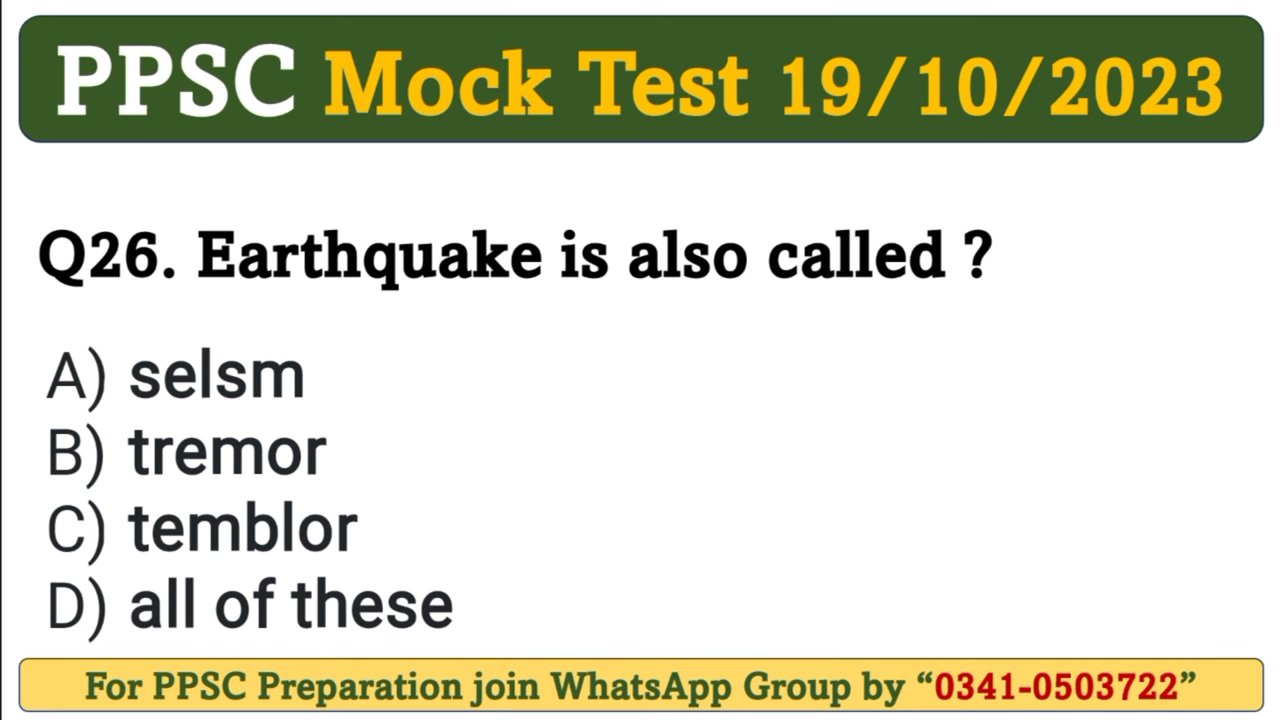 PPSC Mock Test 19/10/2023
Q26. Earthquake is also called ?
A) selsm
B) tremor
C) temblor
D) all of these
For PPSC Preparation join WhatsApp Group by “0341-0503722”